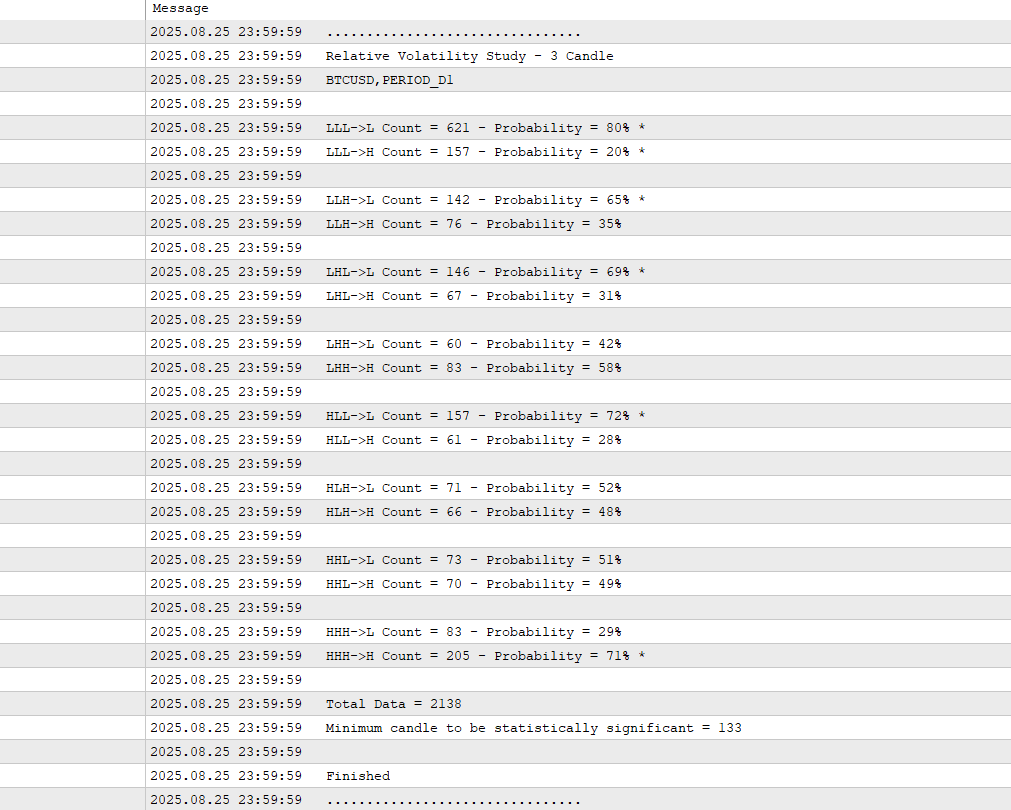 Message
2025.08.25 23:59:59 ................................
2025.08.25 23:59:59 Relative Volatility Study - 3 Candle
2025.08.25 23:59:59 BTCUSD,PERIOD_D1
2025.08.25 23:59:59
2025.08.25 23:59:59 LLL->L Count = 621 - Probability = 80% *
2025.08.25 23:59:59 LLL->H Count = 157 - Probability = 20% *
2025.08.25 23:59:59
2025.08.25 23:59:59 LLH->L Count = 142 - Probability = 65% *
2025.08.25 23:59:59 LLH->H Count = 76 - Probability = 35%
2025.08.25 23:59:59
2025.08.25 23:59:59 LHL->L Count = 146 - Probability = 69% *
2025.08.25 23:59:59 LHL->H Count = 67 - Probability = 31%
2025.08.25 23:59:59
2025.08.25 23:59:59 LHH->L Count = 60 - Probability = 42%
2025.08.25 23:59:59 LHH->H Count = 83 - Probability = 58%
2025.08.25 23:59:59
2025.08.25 23:59:59 HLL->L Count = 157 - Probability = 72% *
2025.08.25 23:59:59 HLL->H Count = 61 - Probability = 28%
2025.08.25 23:59:59
2025.08.25 23:59:59 HLH->L Count = 71 - Probability = 52%
2025.08.25 23:59:59 HLH->H Count = 66 - Probability = 48%
2025.08.25 23:59:59
2025.08.25 23:59:59 HHL->L Count = 73 - Probability = 51%
2025.08.25 23:59:59 HHL->H Count = 70 - Probability = 49%
2025.08.25 23:59:59
2025.08.25 23:59:59 HHH->L Count = 83 - Probability = 29%
2025.08.25 23:59:59 HHH->H Count = 205 - Probability = 71% *
2025.08.25 23:59:59
2025.08.25 23:59:59 Total Data = 2138
2025.08.25 23:59:59 Minimum candle to be statistically significant = 133
2025.08.25 23:59:59
2025.08.25 23:59:59 Finished
2025.08.25 23:59:59 ................................